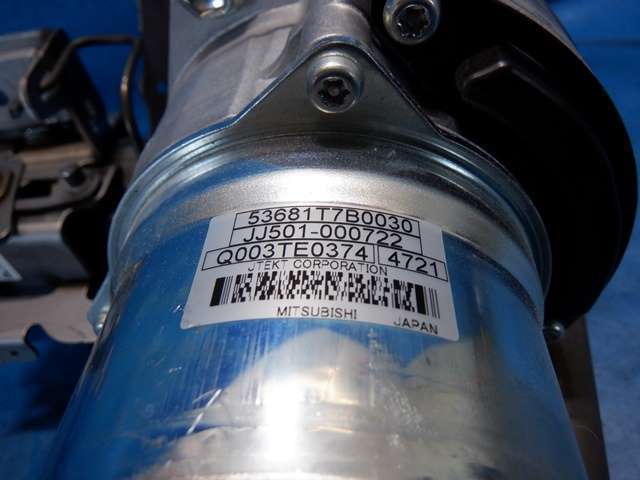 53681T7B0030
JJ501-000722
Q003TE0374 4721
JTEKT CORPORATION
MITSUBISHI JAPAN